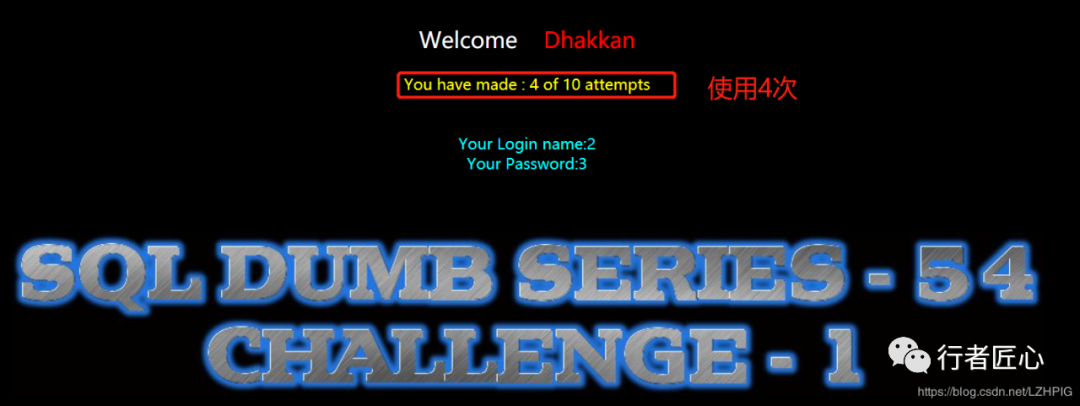 Welcome Dhakkan
You have made : 4 of 10 attempts 使用4次
Your Login name:2
Your Password:3
SQL DUMB SERIES - 54
CHALLENGE - 1
行者匠心
https://blog.csdn.net/LZHPIG